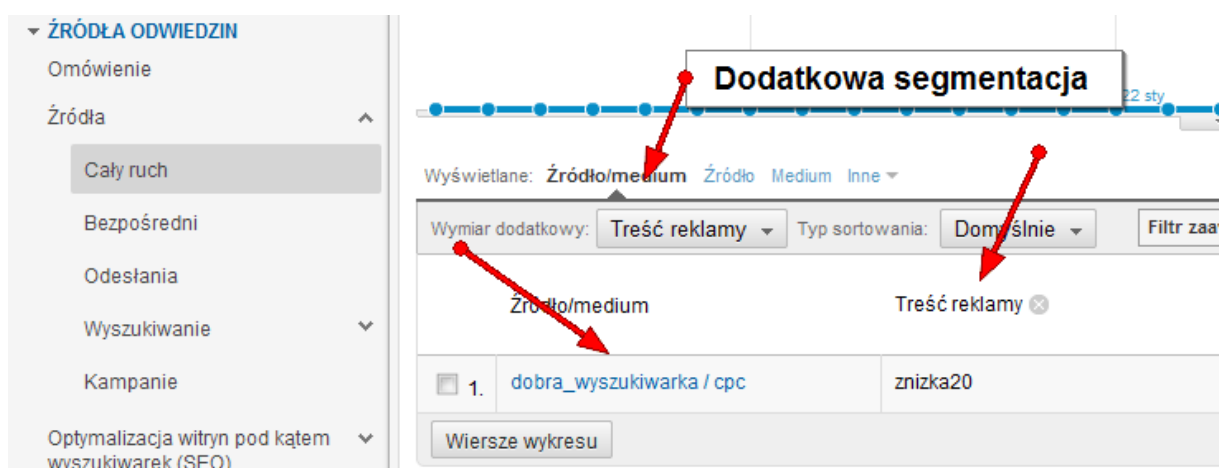 ŹRÓDŁA ODWIEDZIN
Omówienie
Źródła
Cały ruch
Bezpośredni
Odesłania
Wyszukiwanie
Kampanie
Optymalizacja witryn pod kątem
wyszukiwarek (SEO)
Dodatkowa segmentacja
22 sty
Wyświetlane: Źródło/medium Źródło Medium Inne
Wymiar dodatkowy: Treść reklamy Typ sortowania: Domyślnie Filtr
Źródło/medium Treść reklamy
1. dobra_wyszukiwarka / cpc znizka20
Wiersze wykresu